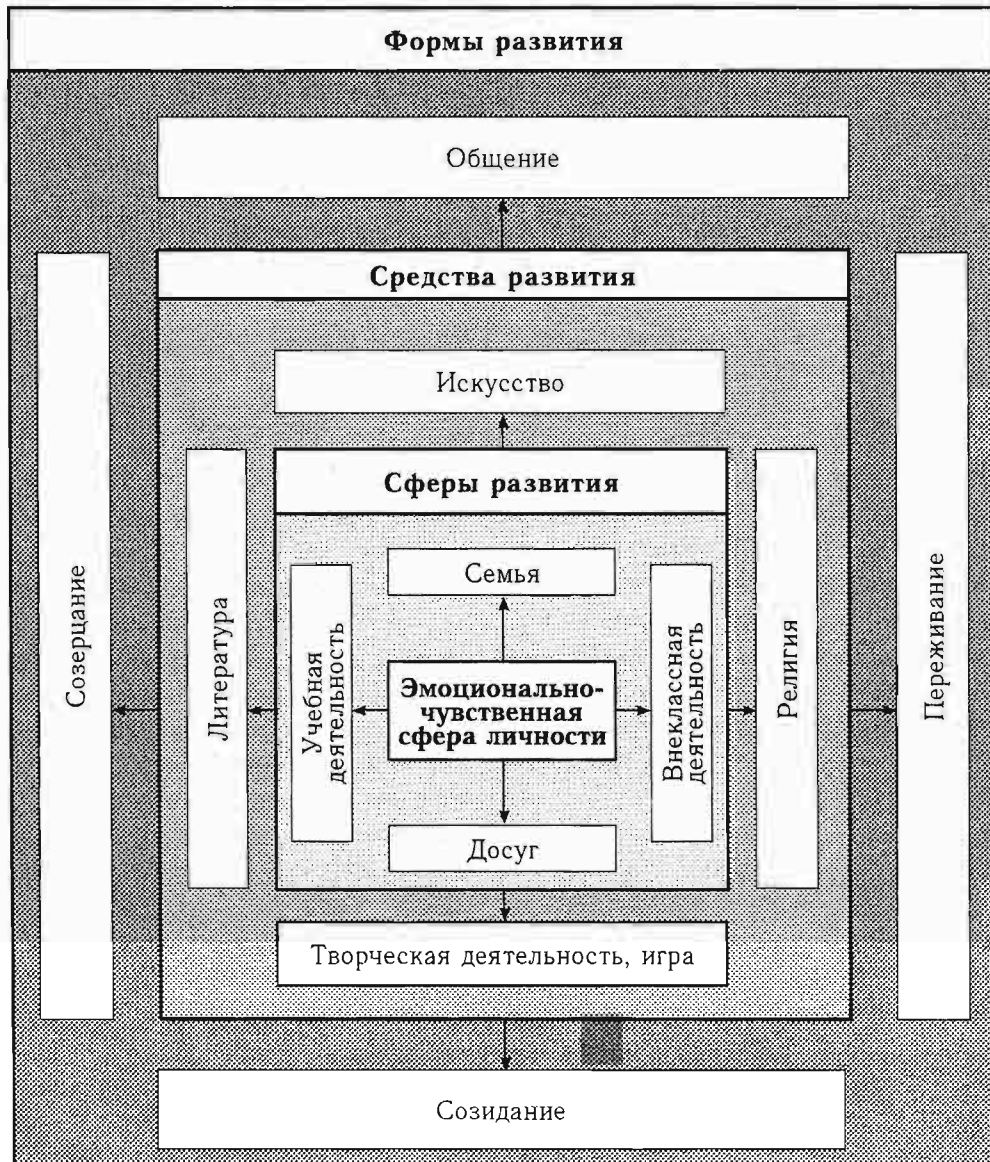 Формы развития
Общение
Средства развития
Искусство
Сферы развития
Семья
Созерцание
Литература
Учебная
деятельность
Эмоционально-
чувственная
сфера личности
Внеклассная
деятельность
Религия
Переживание
Досуг
Творческая деятельность, игра
Созидание